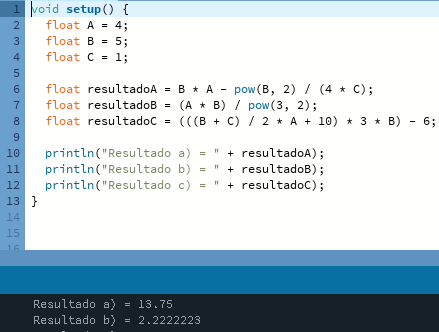 1 void setup() {
2 float A = 4;
3 float B = 5;
4 float C = 1;
5
6 float resultadoA = B * A - pow(B, 2) / (4 * C);
7 float resultadoB = (A * B) / pow(3, 2);
8 float resultadoC = (((B + C) / 2 * A + 10) * 3 * B) - 6;
9
10 println("Resultado a) = " + resultadoA);
11 println("Resultado b) = " + resultadoB);
12 println("Resultado c) = " + resultadoC);
13 }
14
15
16
Resultado a) = 13.75
Resultado b) = 2.2222223